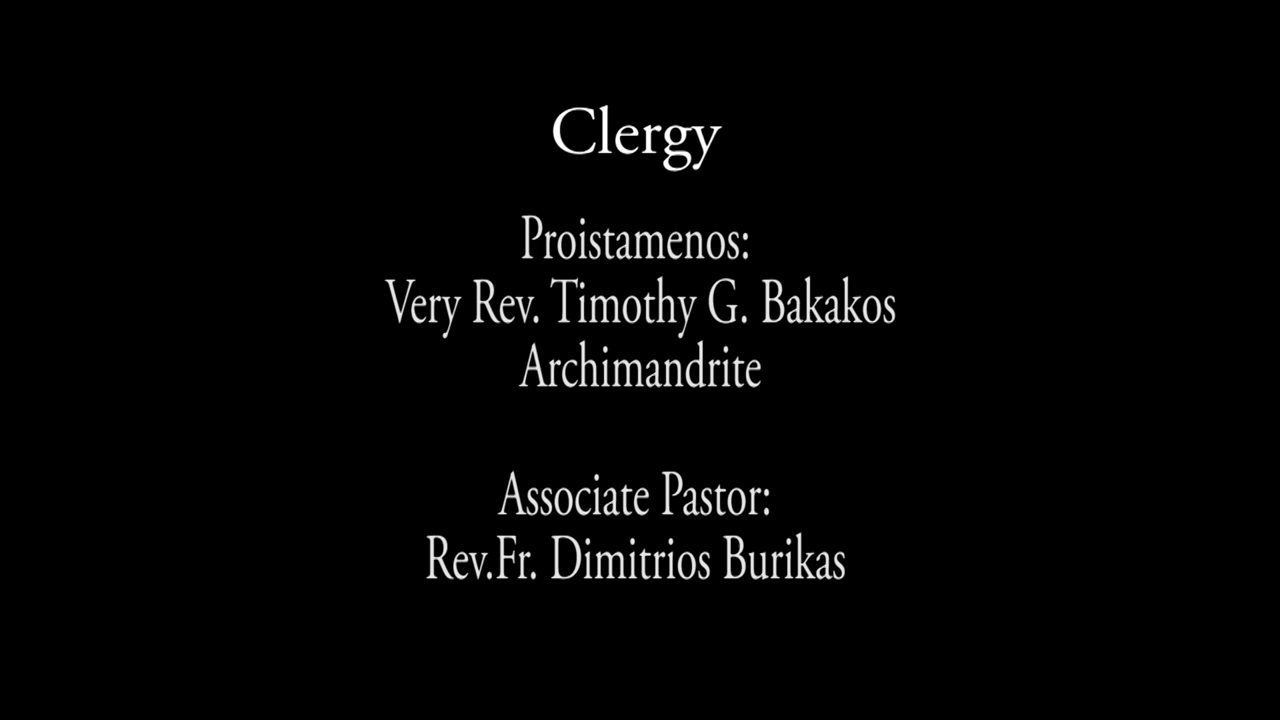 Clergy
Proistamenos:
Very Rev. Timothy G. Bakakos
Archimandrite
Associate Pastor:
Rev.Fr. Dimitrios Burikas